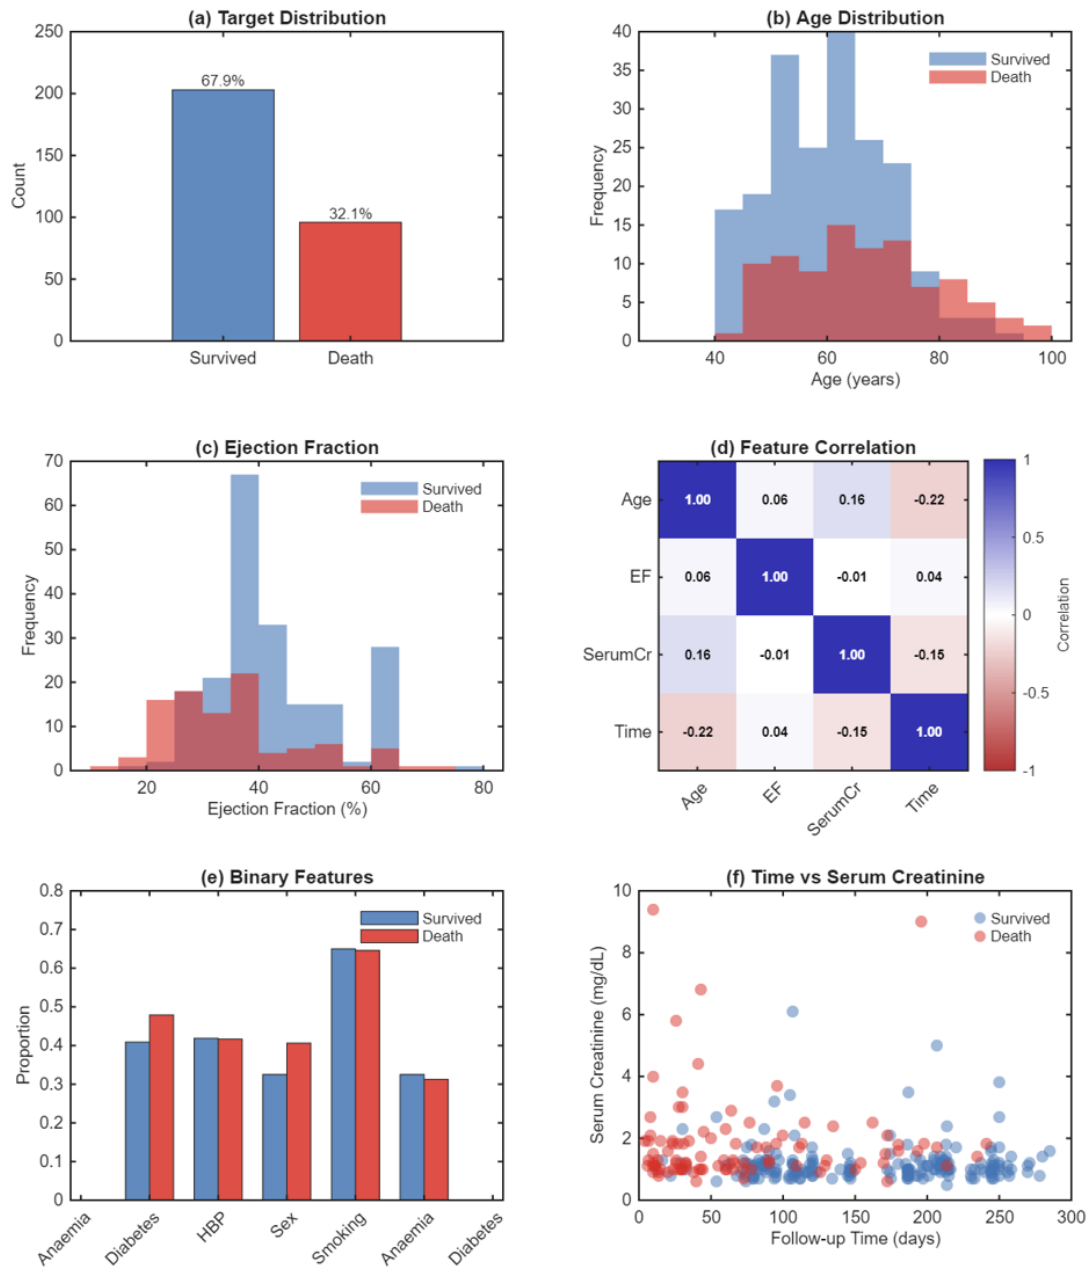 (a) Target Distribution
250
200
150
100
50
0
Count
67.9%
32.1%
Survived
Death
(b) Age Distribution
40
35
30
25
20
15
10
5
0
Frequency
Survived
Death
40
60
80
100
Age (years)
(c) Ejection Fraction
70
60
50
40
30
20
10
0
Frequency
Survived
Death
20
40
60
80
Ejection Fraction (%)
(d) Feature Correlation
Age
1.00
0.06
0.16
-0.22
EF
0.06
1.00
-0.01
0.04
SerumCr
0.16
-0.01
1.00
-0.15
Time
-0.22
0.04
-0.15
1.00
Age
EF
SerumCr
Time
1
0.5
0
-0.5
-1
Correlation
(e) Binary Features
0.8
0.7
0.6
0.5
0.4
0.3
0.2
0.1
0
Proportion
Survived
Death
Anaemia
Diabetes
HBP
Sex
Smoking
Anaemia
Diabetes
(f) Time vs Serum Creatinine
10
8
6
4
2
0
Serum Creatinine (mg/dL)
Survived
Death
0
50
100
150
200
250
300
Follow-up Time (days)